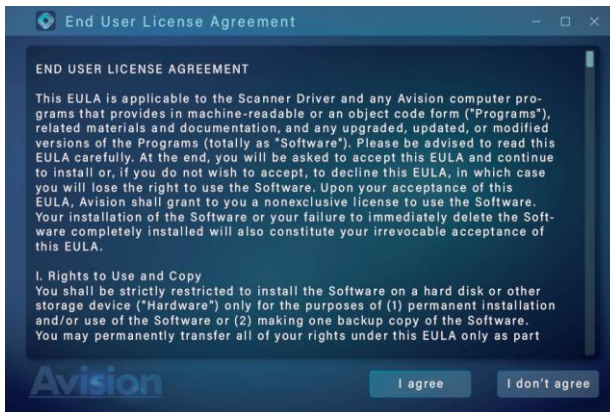 End User License Agreement
END USER LICENSE AGREEMENT
This EULA is applicable to the Scanner Driver and any Avision computer pro-
grams that provides in machine-readable or an object code form ("Programs"),
related materials and documentation, and any upgraded, updated, or modified
versions of the Programs (totally as "Software"). Please be advised to read this
EULA carefully. At the end, you will be asked to accept this EULA and continue
to install or, if you do not wish to accept, to decline this EULA, in which case
you will lose the right to use the Software. Upon your acceptance of this
EULA, Avision shall grant to you a nonexclusive license to use the Software.
Your installation of the Software or your failure to immediately delete the Soft-
ware completely installed will also constitute your irrevocable acceptance of
this EULA.
I. Rights to Use and Copy
You shall be strictly restricted to install the Software on a hard disk or other
storage device ("Hardware") only for the purposes of (1) permanent installation
and/or use of the Software or (2) making one backup copy of the Software.
You may permanently transfer all of your rights under this EULA only as part
Avision
I agree
I don't agree